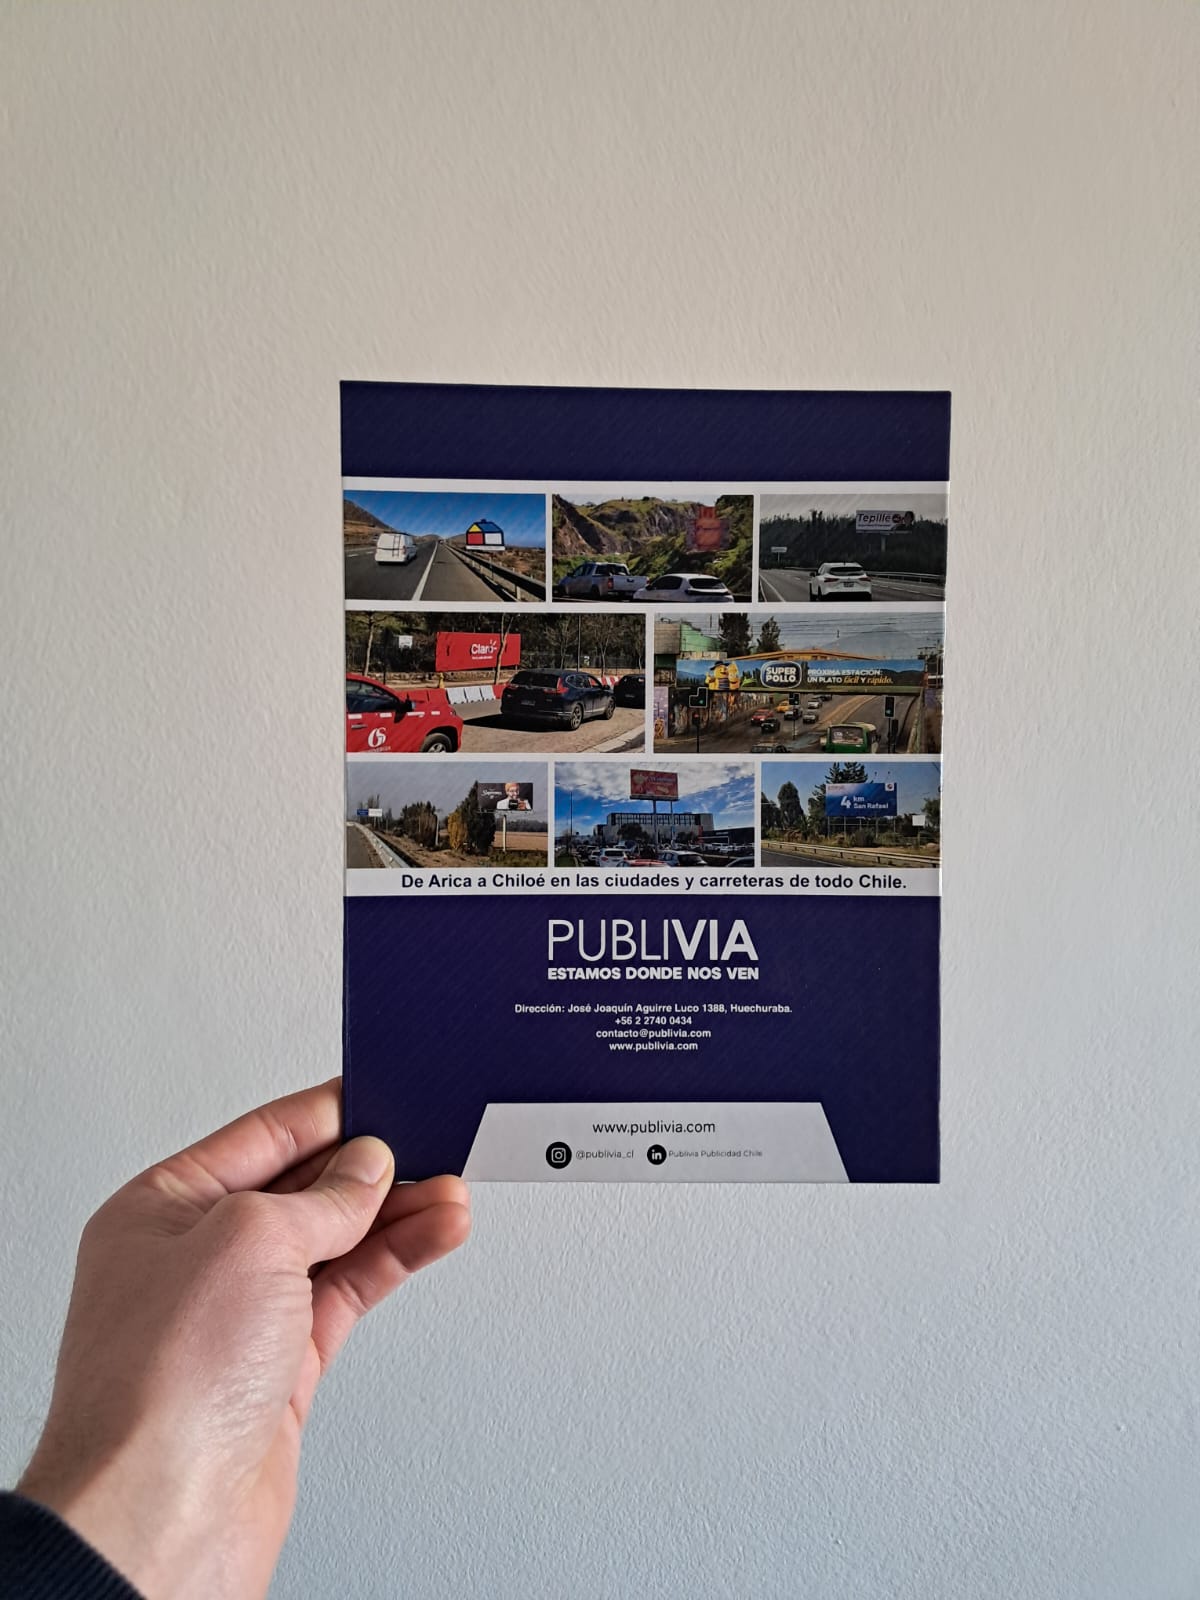 Tepille
Claro
SUPER
POLLO
PRÓXIMA ESTACIÓN:
UN PLATO fácil Y rápido.
4 km
San Rafael
De Arica a Chiloé en las ciudades y carreteras de todo Chile.
PUBLIVIA
ESTAMOS DONDE NOS VEN
Dirección: José Joaquín Aguirre Luco 1388, Huechuraba.
+56 2 2740 0434
contacto@publivia.com
www.publivia.com
www.publivia.com
@publivia_cl
in Publivia Publicidad Chile